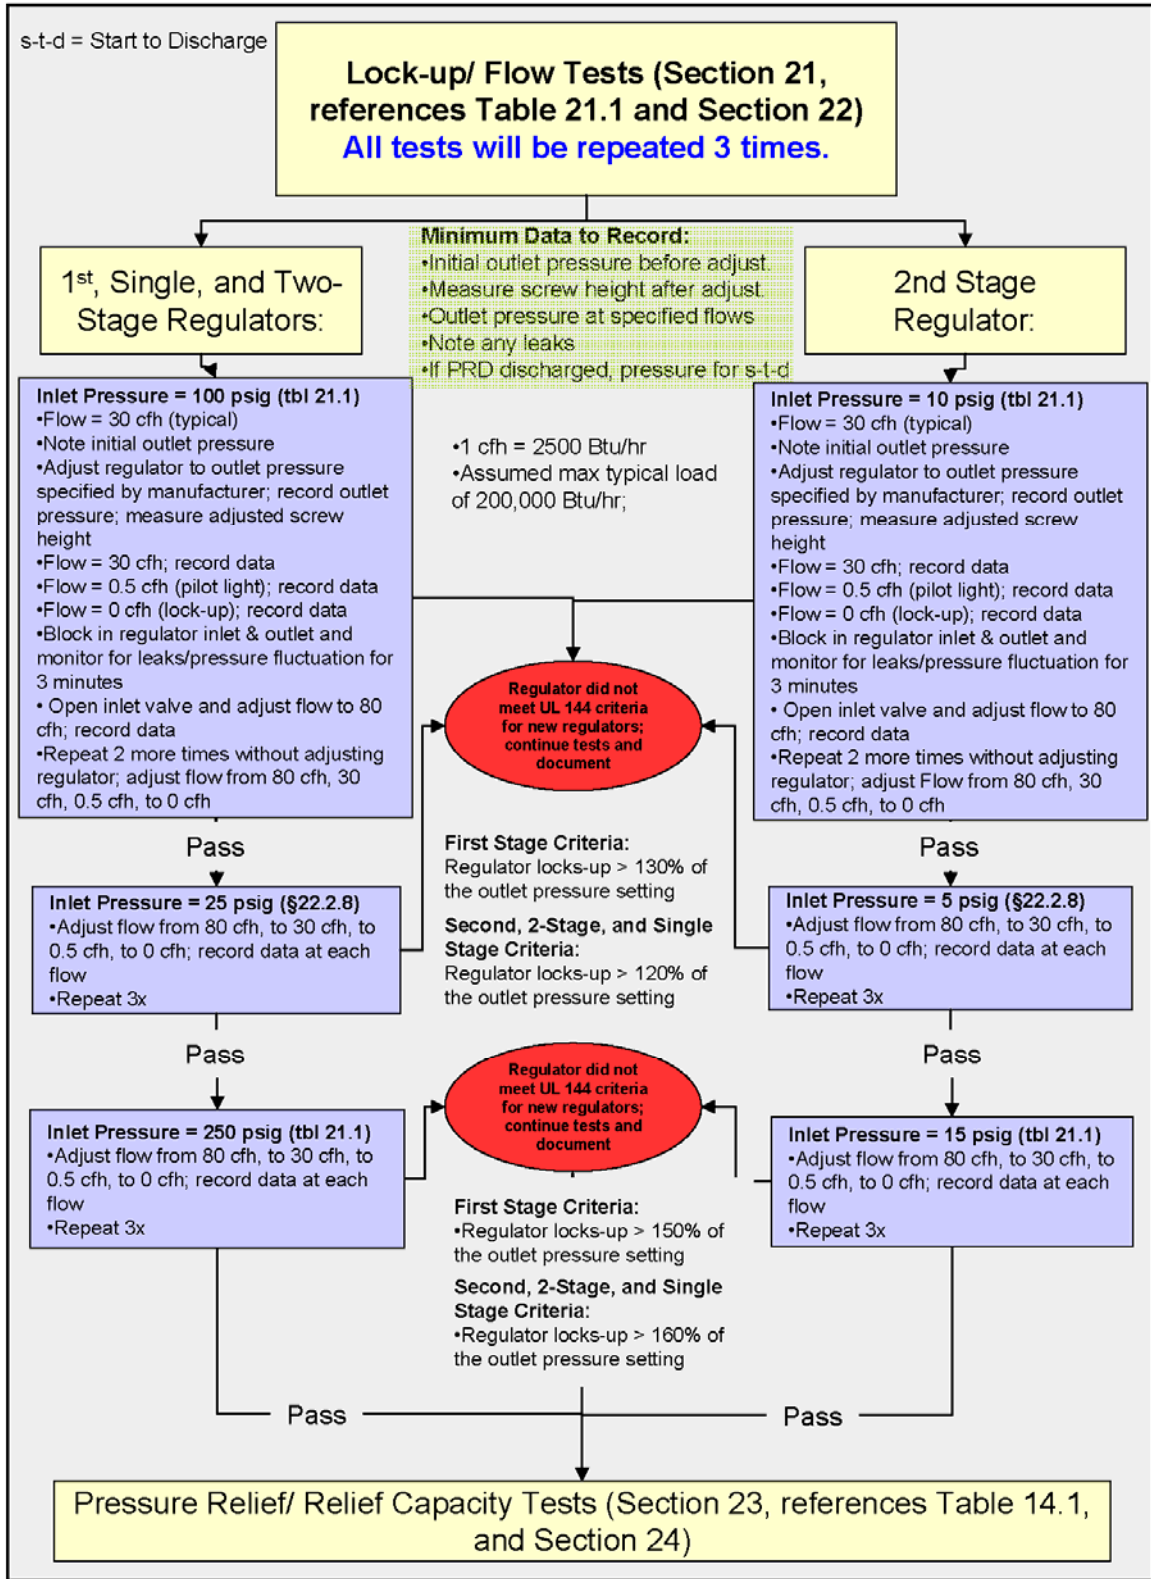 s-t-d = Start to Discharge
Lock-up/ Flow Tests (Section 21,
references Table 21.1 and Section 22)
All tests will be repeated 3 times.
1st, Single, and Two-
Stage Regulators:
Minimum Data to Record:
•Initial outlet pressure before adjust.
•Measure screw height after adjust.
•Outlet pressure at specified flows
•Note any leaks
•If PRD discharged, pressure for s-t-d
2nd Stage
Regulator:
Inlet Pressure = 100 psig (tbl 21.1)
•Flow = 30 cfh (typical)
•Note initial outlet pressure
•Adjust regulator to outlet pressure
specified by manufacturer; record outlet
pressure; measure adjusted screw
height
•Flow = 30 cfh; record data
•Flow = 0.5 cfh (pilot light); record data
•Flow = 0 cfh (lock-up); record data
•Block in regulator inlet & outlet and
monitor for leaks/pressure fluctuation for
3 minutes
• Open inlet valve and adjust flow to 80
cfh; record data
•Repeat 2 more times without adjusting
regulator; adjust flow from 80 cfh, 30
cfh, 0.5 cfh, to 0 cfh
•1 cfh = 2500 Btu/hr
•Assumed max typical load
of 200,000 Btu/hr;
Inlet Pressure = 10 psig (tbl 21.1)
•Flow = 30 cfh (typical)
•Note initial outlet pressure
•Adjust regulator to outlet pressure
specified by manufacturer; record outlet
pressure; measure adjusted screw
height
•Flow = 30 cfh; record data
•Flow = 0.5 cfh (pilot light); record data
•Flow = 0 cfh (lock-up); record data
•Block in regulator inlet & outlet and
monitor for leaks/pressure fluctuation for
3 minutes
• Open inlet valve and adjust flow to 80
cfh; record data
•Repeat 2 more times without adjusting
regulator; adjust Flow from 80 cfh, 30
cfh, 0.5 cfh, to 0 cfh
Regulator did not
meet UL 144 criteria
for new regulators;
continue tests and
document
Pass
Pass
First Stage Criteria:
Regulator locks-up > 130% of
the outlet pressure setting
Second, 2-Stage, and Single
Stage Criteria:
Regulator locks-up > 120% of
the outlet pressure setting
Inlet Pressure = 25 psig (§22.2.8)
•Adjust flow from 80 cfh, to 30 cfh, to
0.5 cfh, to 0 cfh; record data at each
flow
•Repeat 3x
Inlet Pressure = 5 psig (§22.2.8)
•Adjust flow from 80 cfh, to 30 cfh, to
0.5 cfh, to 0 cfh; record data at each
flow
•Repeat 3x
Pass
Pass
Regulator did not
meet UL 144 criteria
for new regulators;
continue tests and
document
Inlet Pressure = 250 psig (tbl 21.1)
•Adjust flow from 80 cfh, to 30 cfh, to
0.5 cfh, to 0 cfh; record data at each
flow
•Repeat 3x
Inlet Pressure = 15 psig (tbl 21.1)
•Adjust flow from 80 cfh, to 30 cfh, to
0.5 cfh, to 0 cfh; record data at each
flow
•Repeat 3x
First Stage Criteria:
•Regulator locks-up > 150% of
the outlet pressure setting
Second, 2-Stage, and Single
Stage Criteria:
•Regulator locks-up > 160% of
the outlet pressure setting
Pass
Pass
Pressure Relief/ Relief Capacity Tests (Section 23, references Table 14.1,
and Section 24)